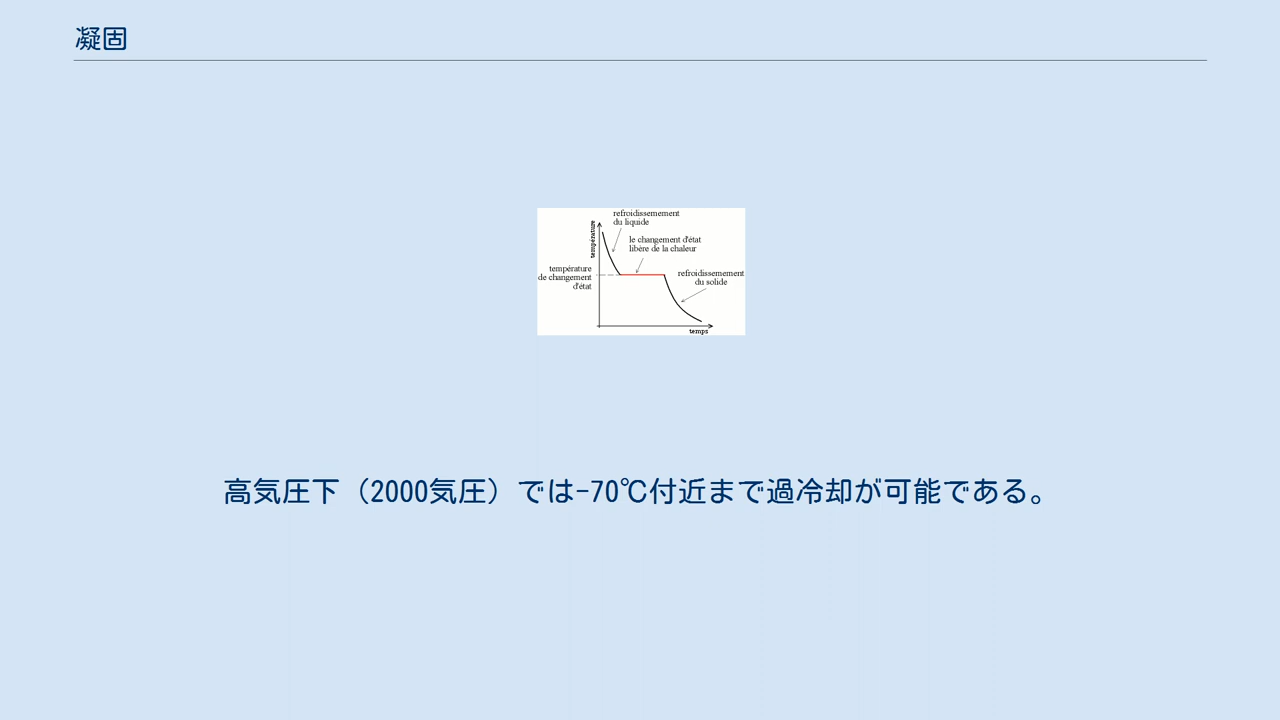 凝固
refroidissement
du liquide
température
le changement d'état
libère de la chaleur
température
de changement
d'état
refroidissement
du solide
temps
高気圧下（2000気圧）では-70℃付近まで過冷却が可能である。